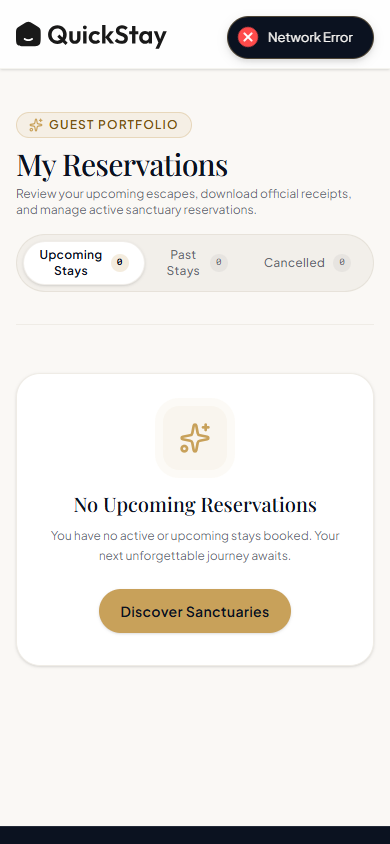 QuickStay
Network Error
GUEST PORTFOLIO
My Reservations
Review your upcoming escapes, download official receipts,
and manage active sanctuary reservations.
Upcoming
Stays
0
Past
Stays
0
Cancelled
0
No Upcoming Reservations
You have no active or upcoming stays booked. Your
next unforgettable journey awaits.
Discover Sanctuaries